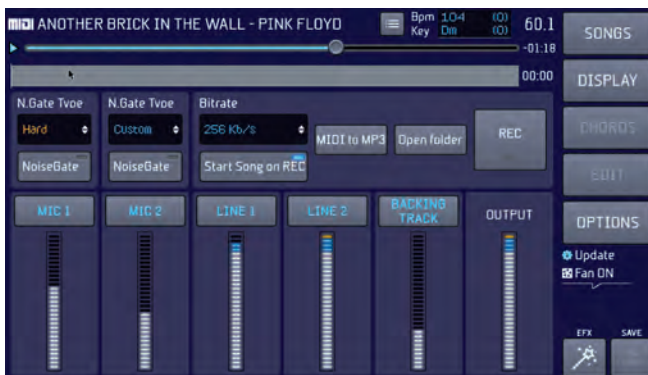 MIDI ANOTHER BRICK IN THE WALL - PINK FLOYD
Bpm 104 (0)
Key Dm (0)
60.1
-01:18
00:00
N.Gate Type
N.Gate Type
Bitrate
Hard
Custom
256 Kb/s
MIDI to MP3
Open folder
REC
NoiseGate
NoiseGate
Start Song on REC
MIC 1
MIC 2
LINE 1
LINE 2
BACKING
TRACK
OUTPUT
SONGS
DISPLAY
CHORDS
EDIT
OPTIONS
Update
Fan ON
EFX
SAVE